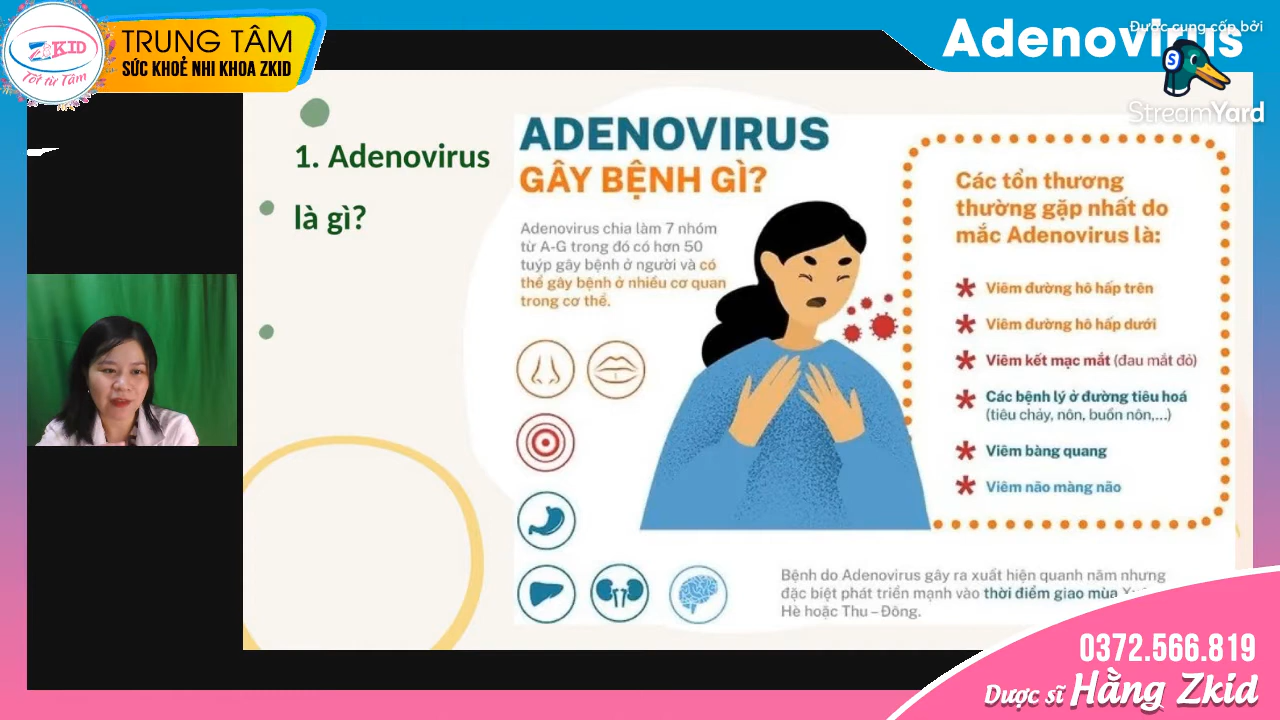 ZKID
Tốt từ Tâm
TRUNG TÂM
SỨC KHOẺ NHI KHOA ZKID
Adenovirus
Được cung cấp bởi
S
StreamYard
1. Adenovirus
là gì?
ADENOVIRUS
GÂY BỆNH GÌ?
Adenovirus chia làm 7 nhóm
từ A-G trong đó có hơn 50
tuýp gây bệnh ở người và có
thể gây bệnh ở nhiều cơ quan
trong cơ thể.
Các tổn thương
thường gặp nhất do
mắc Adenovirus là:
Viêm đường hô hấp trên
Viêm đường hô hấp dưới
Viêm kết mạc mắt (đau mắt đỏ)
Các bệnh lý ở đường tiêu hoá
(tiêu chảy, nôn, buồn nôn,...)
Viêm bàng quang
Viêm não màng não
Bệnh do Adenovirus gây ra xuất hiện quanh năm nhưng
đặc biệt phát triển mạnh vào thời điểm giao mùa
Hè hoặc Thu – Đông.
0372.566.819
Dược sĩ Hằng Zkid